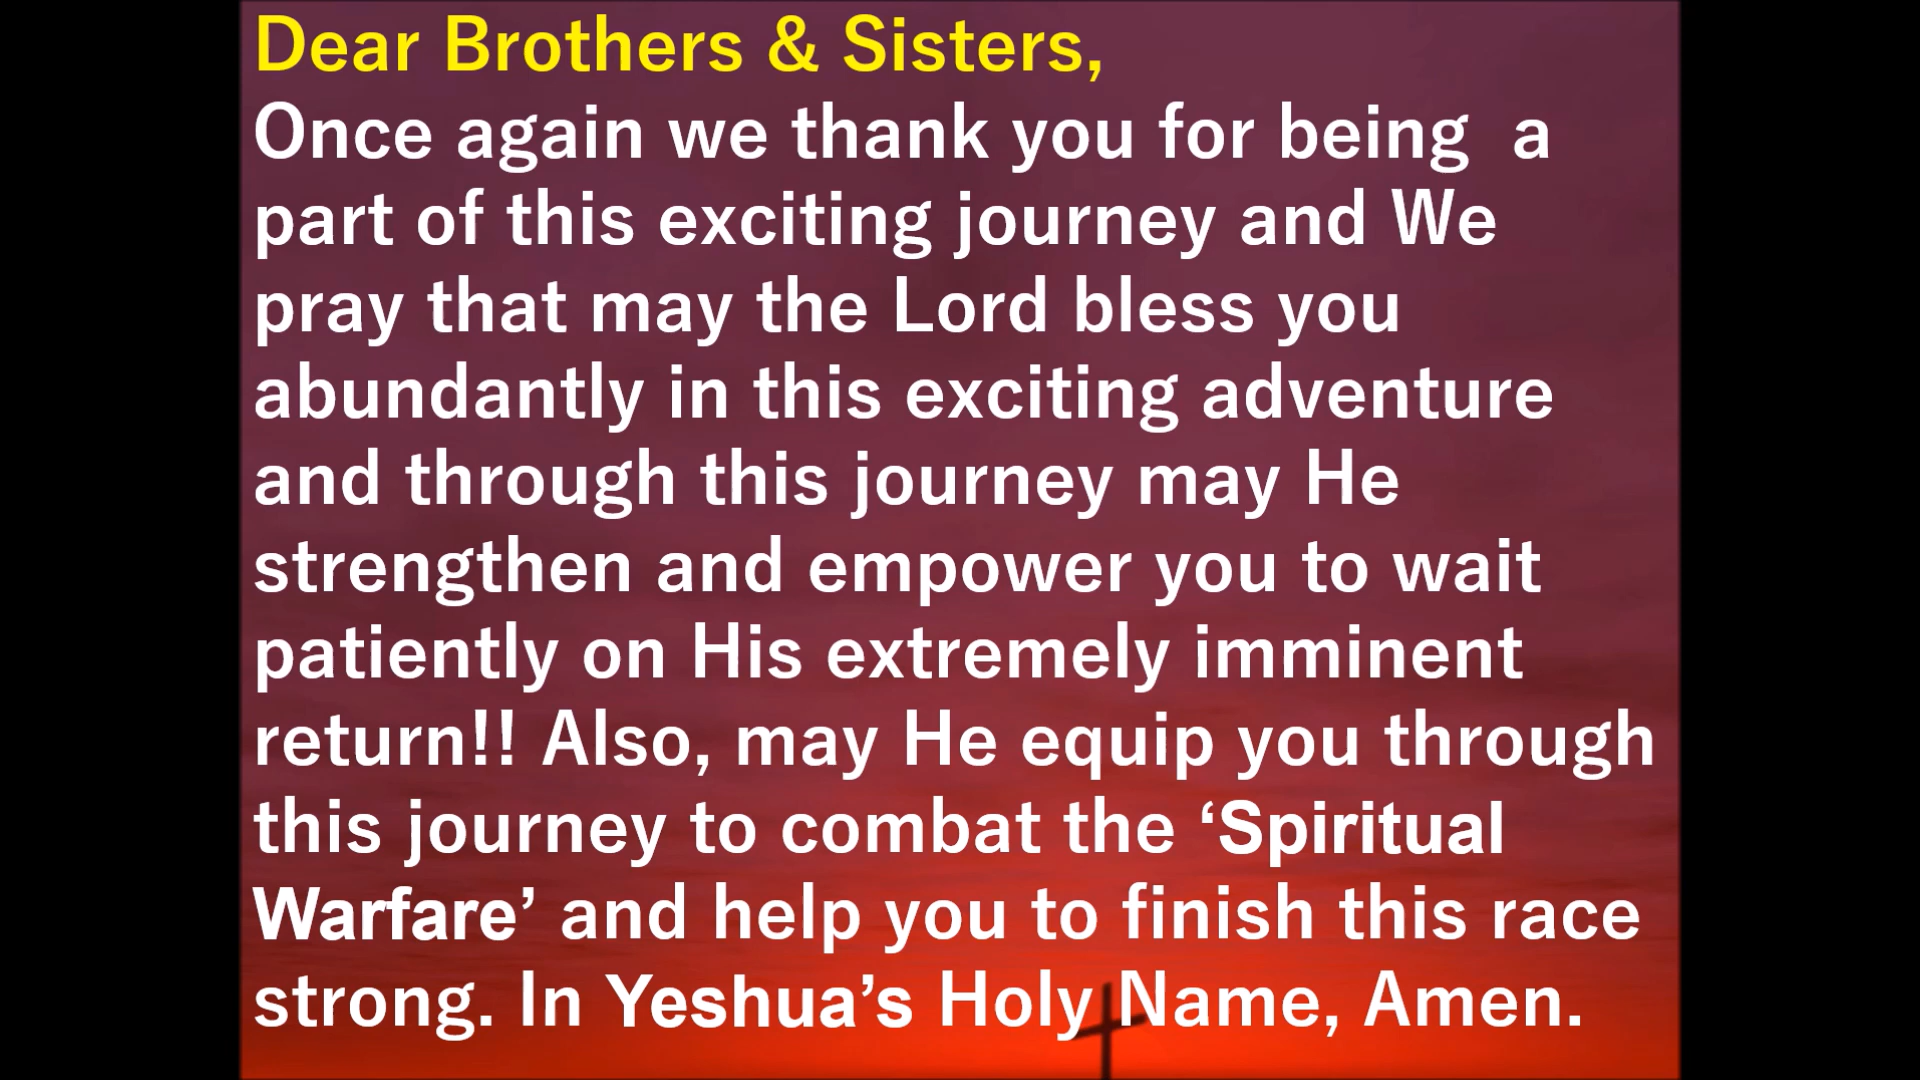 Dear Brothers & Sisters,
Once again we thank you for being  a
part of this exciting journey and We
pray that may the Lord bless you
abundantly in this exciting adventure
and through this journey may He
strengthen and empower you to wait
patiently on His extremely imminent
return!! Also, may He equip you through
this journey to combat the ‘Spiritual
Warfare’ and help you to finish this race
strong. In Yeshua’s Holy Name, Amen.